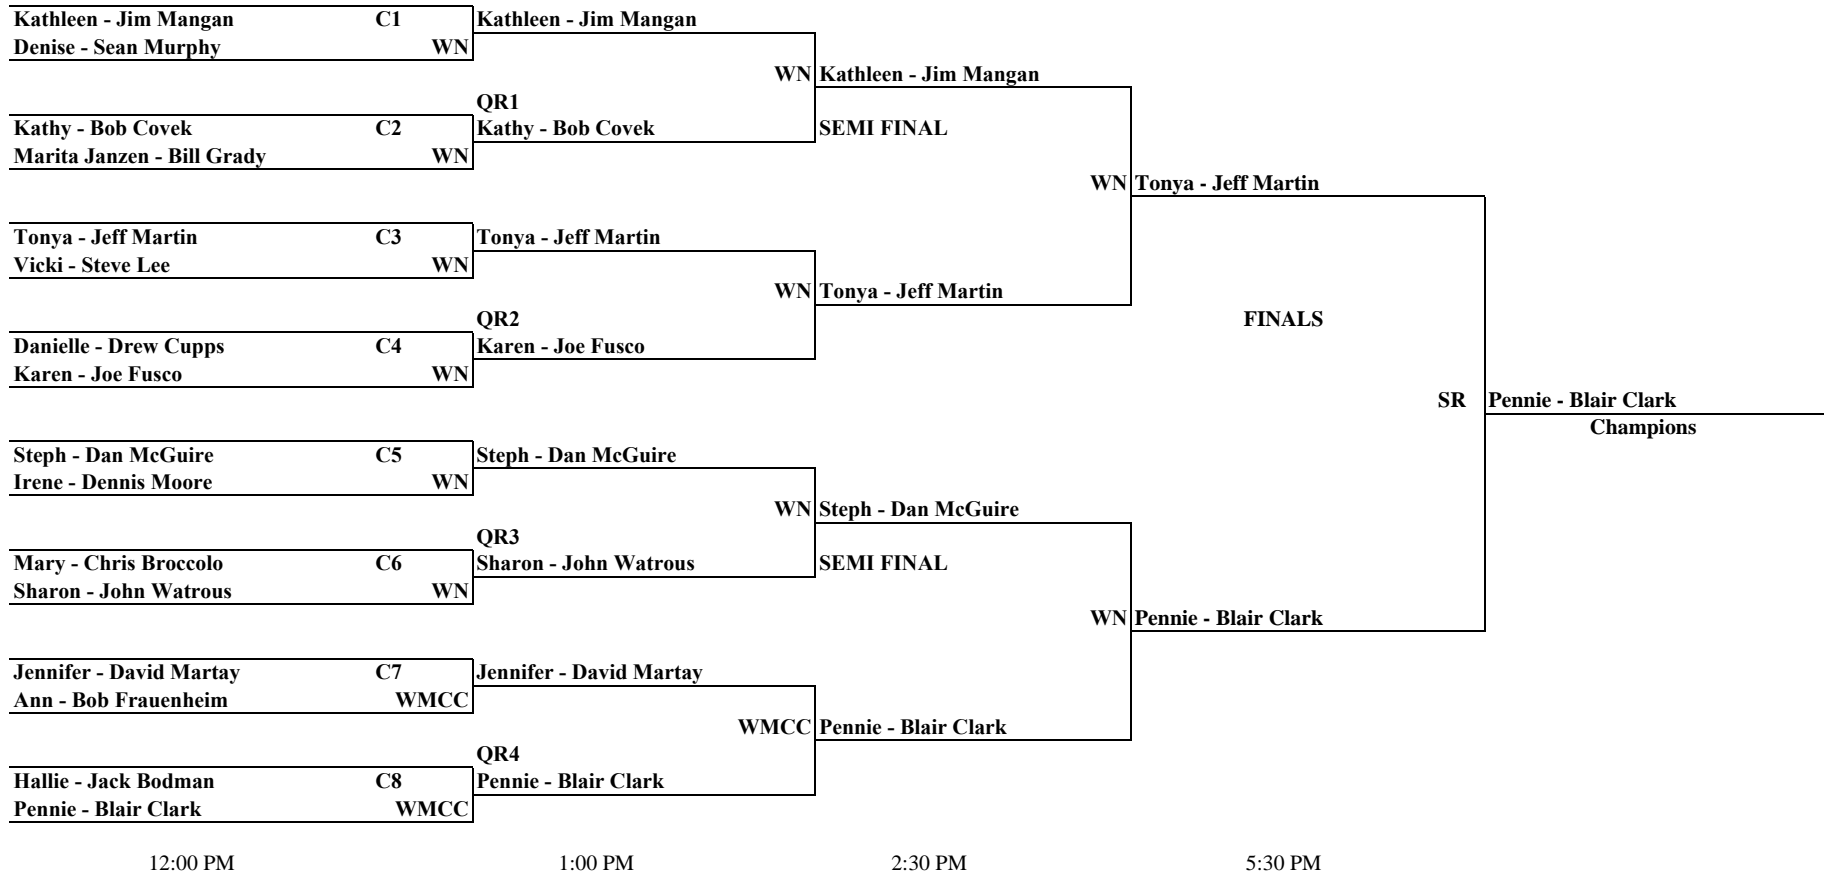 Kathleen - Jim Mangan C1 Kathleen - Jim Mangan
Denise - Sean Murphy WN
WN Kathleen - Jim Mangan
QR1
Kathy - Bob Covek C2 Kathy - Bob Covek SEMI FINAL
Marita Janzen - Bill Grady WN
WN Tonya - Jeff Martin
Tonya - Jeff Martin C3 Tonya - Jeff Martin
Vicki - Steve Lee WN
WN Tonya - Jeff Martin
QR2 FINALS
Danielle - Drew Cupps C4 Karen - Joe Fusco
Karen - Joe Fusco WN
SR Pennie - Blair Clark
Champions
Steph - Dan McGuire C5 Steph - Dan McGuire
Irene - Dennis Moore WN
WN Steph - Dan McGuire
QR3
Mary - Chris Broccolo C6 Sharon - John Watrous SEMI FINAL
Sharon - John Watrous WN
WN Pennie - Blair Clark
Jennifer - David Martay C7 Jennifer - David Martay
Ann - Bob Frauenheim WMCC
WMCC Pennie - Blair Clark
QR4
Hallie - Jack Bodman C8 Pennie - Blair Clark
Pennie - Blair Clark WMCC
12:00 PM 1:00 PM 2:30 PM 5:30 PM